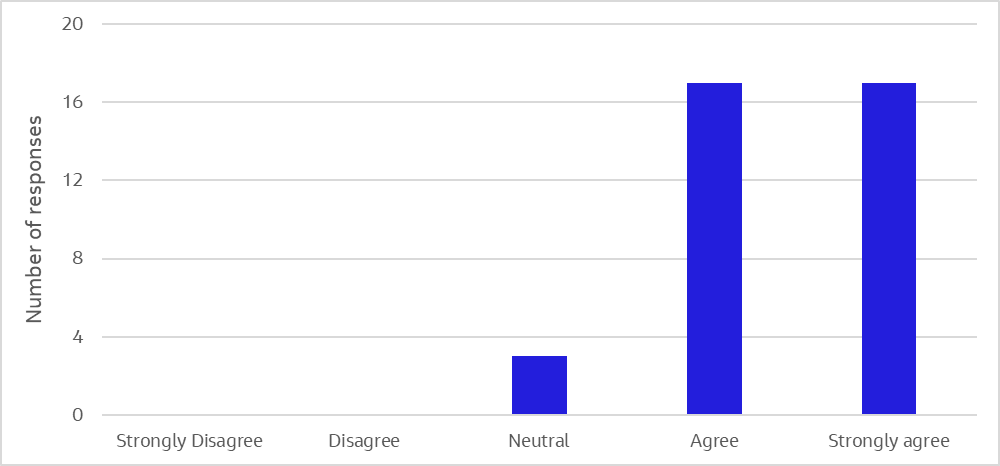 20
16
12
8
4
0
Number of responses
Strongly Disagree
Disagree
Neutral
Agree
Strongly agree